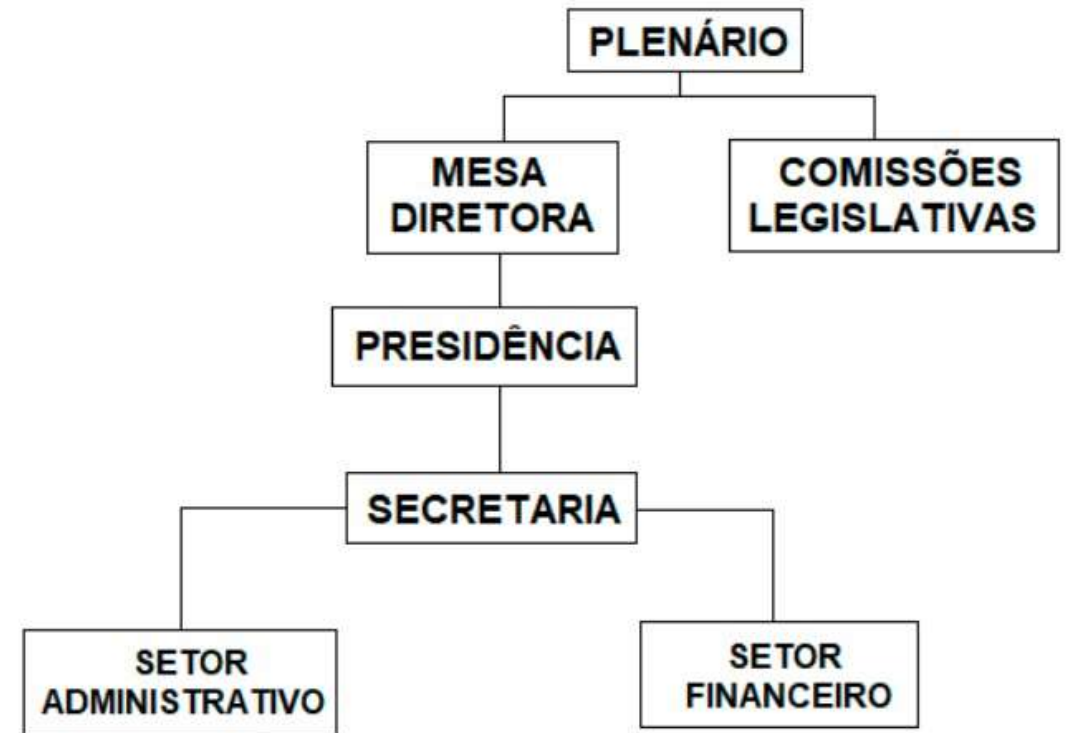 PLENÁRIO
MESA
DIRETORA
COMISSÕES
LEGISLATIVAS
PRESIDÊNCIA
SECRETARIA
SETOR
ADMINISTRATIVO
SETOR
FINANCEIRO